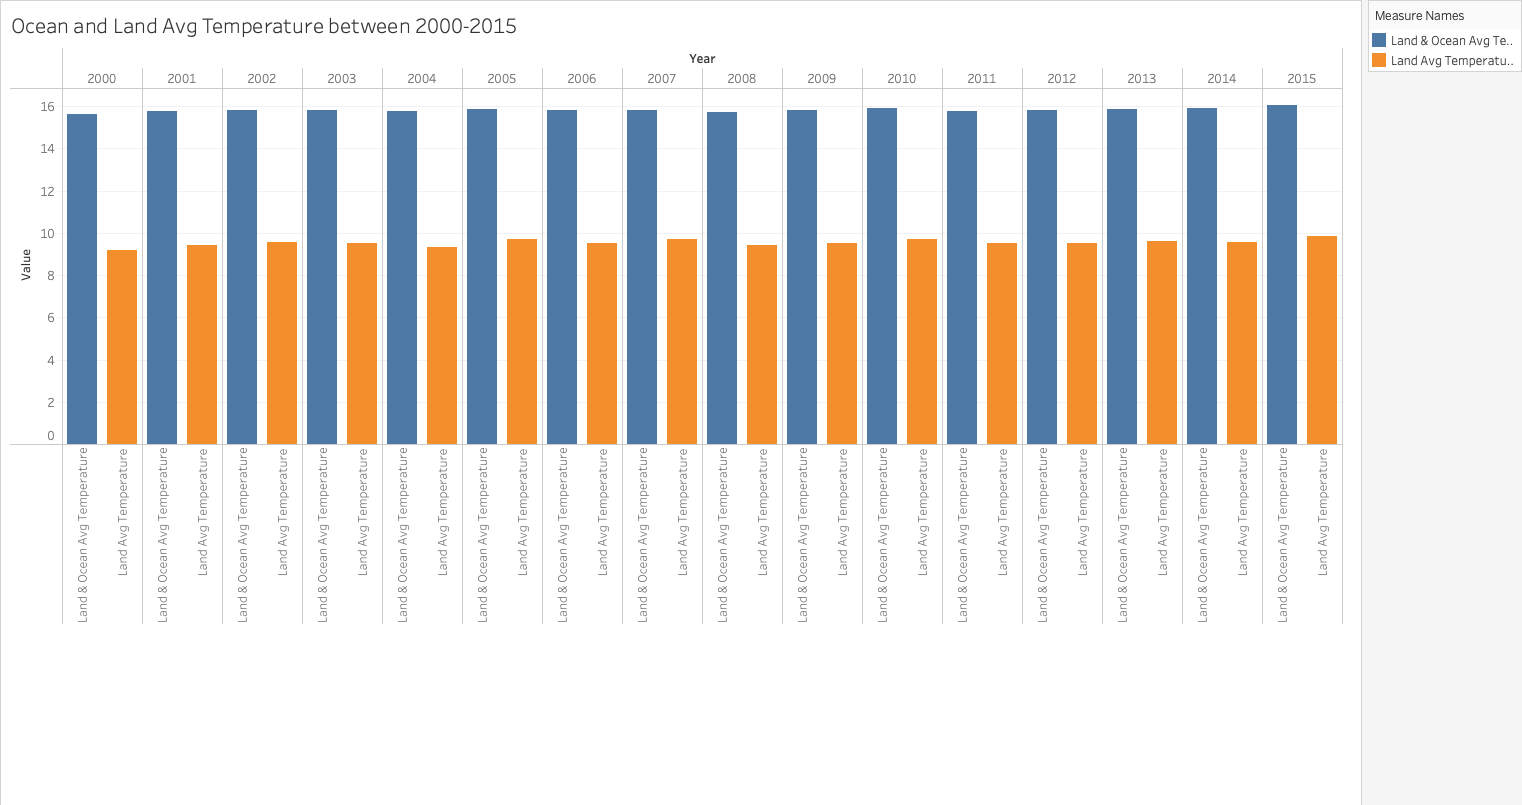 Ocean and Land Avg Temperature between 2000-2015
Year
2000 2001 2002 2003 2004 2005 2006 2007 2008 2009 2010 2011 2012 2013 2014 2015
16
14
12
10
8
6
4
2
0
Value
Land & Ocean Avg Temperature
Land Avg Temperature
Land & Ocean Avg Temperature
Land Avg Temperature
Land & Ocean Avg Temperature
Land Avg Temperature
Land & Ocean Avg Temperature
Land Avg Temperature
Land & Ocean Avg Temperature
Land Avg Temperature
Land & Ocean Avg Temperature
Land Avg Temperature
Land & Ocean Avg Temperature
Land Avg Temperature
Land & Ocean Avg Temperature
Land Avg Temperature
Land & Ocean Avg Temperature
Land Avg Temperature
Land & Ocean Avg Temperature
Land Avg Temperature
Land & Ocean Avg Temperature
Land Avg Temperature
Land & Ocean Avg Temperature
Land Avg Temperature
Land & Ocean Avg Temperature
Land Avg Temperature
Land & Ocean Avg Temperature
Land Avg Temperature
Land & Ocean Avg Temperature
Land Avg Temperature
Land & Ocean Avg Temperature
Land Avg Temperature
Measure Names
Land & Ocean Avg Te..
Land Avg Temperatu..